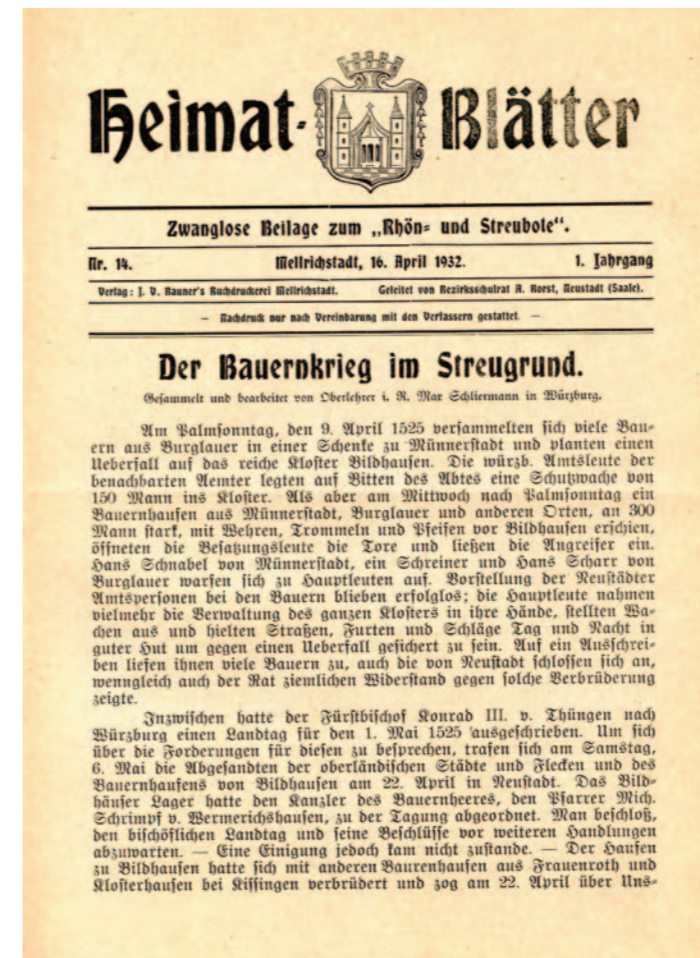 Heimat-Blätter
Zwanglose Beilage zum „Rhön- und Streubote“.
Nr. 14. Mellrichstadt, 16. April 1932. 1. Jahrgang
Verlag: J. V. Rauner's Buchdruckerei Mellrichstadt. Geleitet von Bezirksschulrat A. Borst, Neustadt (Saale).
— Nachdruck nur nach Vereinbarung mit den Verfassern gestattet. —
Der Bauernkrieg im Streugrund.
Gesammelt und bearbeitet von Oberlehrer i. R. Max Schliermann in Würzburg.
Am Palmsonntag, den 9. April 1525 versammelten sich viele Bau-
ern aus Burglauer in einer Schenke zu Münnerstadt und planten einen
Ueberfall auf das reiche Kloster Bildhausen. Die würzb. Amtsleute der
benachbarten Aemter legten auf Bitten des Abtes eine Schutzwache von
150 Mann ins Kloster. Als aber am Mittwoch nach Palmsonntag ein
Bauernhaufen aus Münnerstadt, Burglauer und anderen Orten, an 300
Mann stark, mit Wehren, Trommeln und Pfeifen vor Bildhausen erschien,
öffneten die Besatzungsleute die Tore und ließen die Angreifer ein.
Hans Schnabel von Münnerstadt, ein Schreiner und Hans Scharr von
Burglauer warfen sich zu Hauptleuten auf. Vorstellung der Neustädter
Amtspersonen bei den Bauern blieben erfolglos; die Hauptleute nahmen
vielmehr die Verwaltung des ganzen Klosters in ihre Hände, stellten Wa-
chen aus und hielten Straßen, Furten und Schläge Tag und Nacht in
guter Hut um gegen einen Ueberfall gesichert zu sein. Auf ein Ausschrei-
ben liefen ihnen viele Bauern zu, auch die von Neustadt schlossen sich an,
wenngleich auch der Rat ziemlichen Widerstand gegen solche Verbrüderung
zeigte.
Inzwischen hatte der Fürstbischof Konrad III. v. Thüngen nach
Würzburg einen Landtag für den 1. Mai 1525 ausgeschrieben. Um sich
über die Forderungen für diesen zu besprechen, trafen sich am Samstag,
6. Mai die Abgesandten der oberländischen Städte und Flecken und des
Bauernhaufens von Bildhausen am 22. April in Neustadt. Das Bild-
häuser Lager hatte den Kanzler des Bauernheeres, den Pfarrer Mich.
Schrimpf v. Wermerichshausen, zu der Tagung abgeordnet. Man beschloß,
den bischöflichen Landtag und seine Beschlüsse vor weiteren Handlungen
abzuwarten. — Eine Einigung jedoch kam nicht zustande. — Der Haufen
zu Bildhausen hatte sich mit anderen Baurenhaufen aus Frauenroth und
Klosterhausen bei Kissingen verbrüdert und zog am 22. April über Uns-